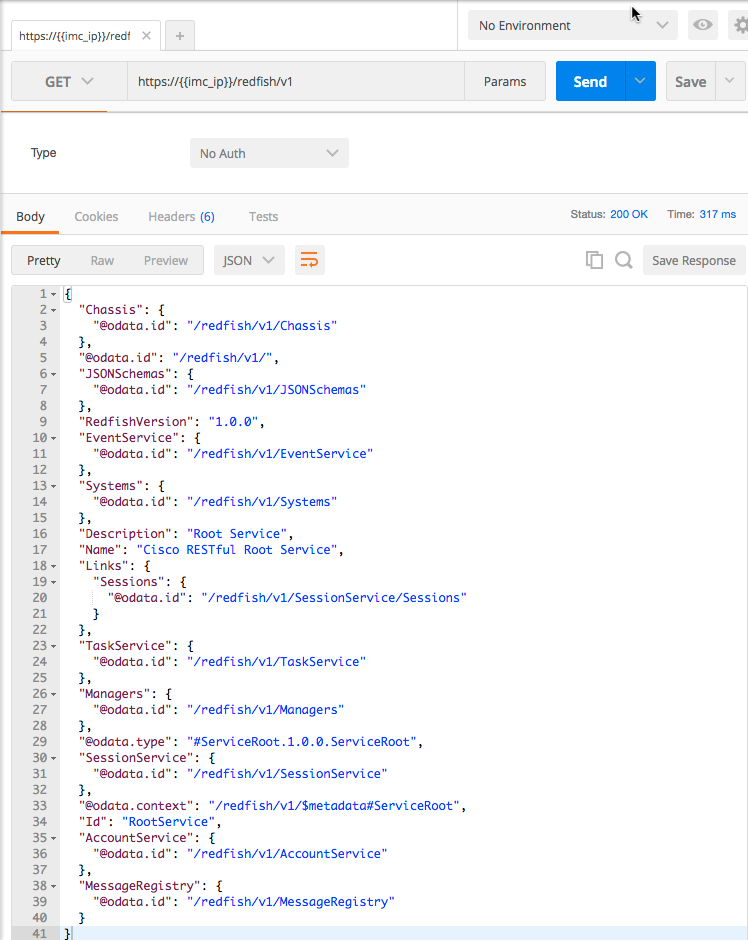 https://{{imc_ip}}/redf × +
No Environment
GET
https://{{imc_ip}}/redfish/v1
Params
Send
Save
Type
No Auth
Body Cookies Headers (6) Tests
Status: 200 OK Time: 317 ms
Pretty Raw Preview JSON Save Response
1 {
2 "Chassis": {
3 "@odata.id": "/redfish/v1/Chassis"
4 },
5 "@odata.id": "/redfish/v1/",
6 "JSONSchemas": {
7 "@odata.id": "/redfish/v1/JSONSchemas"
8 },
9 "RedfishVersion": "1.0.0",
10 "EventService": {
11 "@odata.id": "/redfish/v1/EventService"
12 },
13 "Systems": {
14 "@odata.id": "/redfish/v1/Systems"
15 },
16 "Description": "Root Service",
17 "Name": "Cisco RESTful Root Service",
18 "Links": {
19 "Sessions": {
20 "@odata.id": "/redfish/v1/SessionService/Sessions"
21 }
22 },
23 "TaskService": {
24 "@odata.id": "/redfish/v1/TaskService"
25 },
26 "Managers": {
27 "@odata.id": "/redfish/v1/Managers"
28 },
29 "@odata.type": "#ServiceRoot.1.0.0.ServiceRoot",
30 "SessionService": {
31 "@odata.id": "/redfish/v1/SessionService"
32 },
33 "@odata.context": "/redfish/v1/$metadata#ServiceRoot",
34 "Id": "RootService",
35 "AccountService": {
36 "@odata.id": "/redfish/v1/AccountService"
37 },
38 "MessageRegistry": {
39 "@odata.id": "/redfish/v1/MessageRegistry"
40 }
41 }